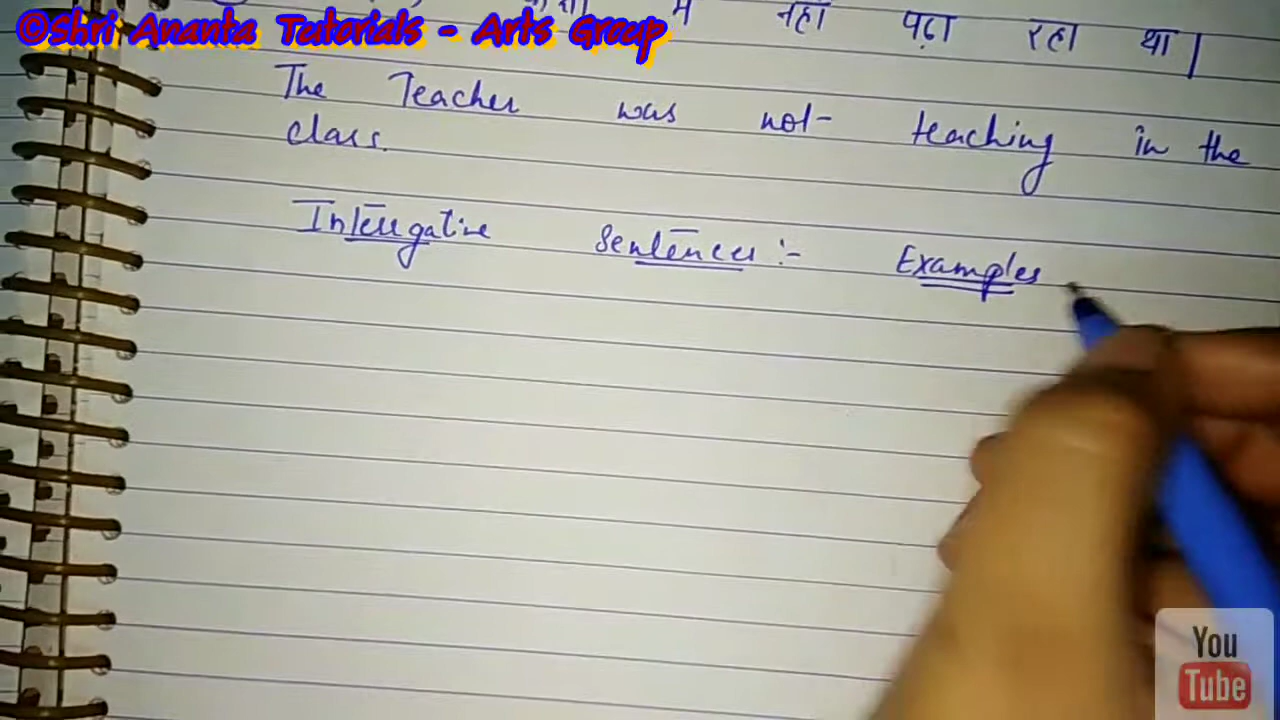 ©Shri Ananta Tutorials - Arts Group
में नहीं पढ़ा रहा था|
The Teacher was not teaching in the
class.
Interrgative Sentences :- Examples
You
Tube